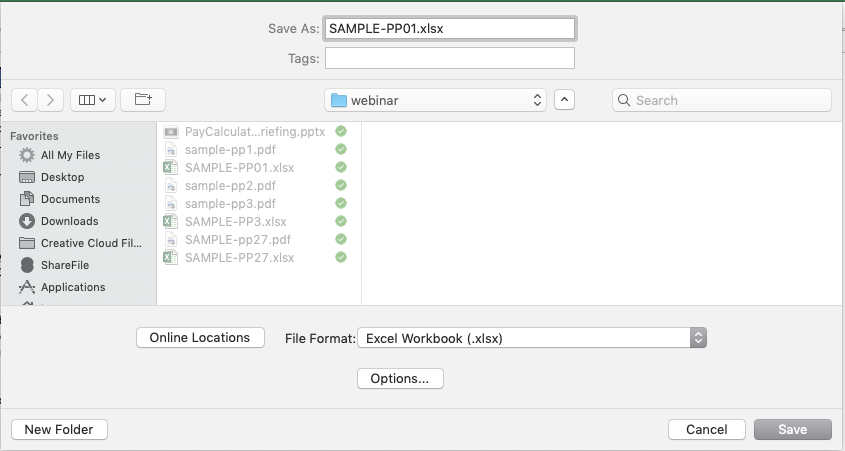 Save As: SAMPLE-PP01.xlsx
Tags:
webinar
Search
Favorites
All My Files
Desktop
Documents
Downloads
Creative Cloud Fil...
ShareFile
Applications
PayCalculat...riefing.pptx
sample-pp1.pdf
SAMPLE-PP01.xlsx
sample-pp2.pdf
sample-pp3.pdf
SAMPLE-PP3.xlsx
SAMPLE-pp27.pdf
SAMPLE-PP27.xlsx
Online Locations File Format: Excel Workbook (.xlsx)
Options...
New Folder Cancel Save